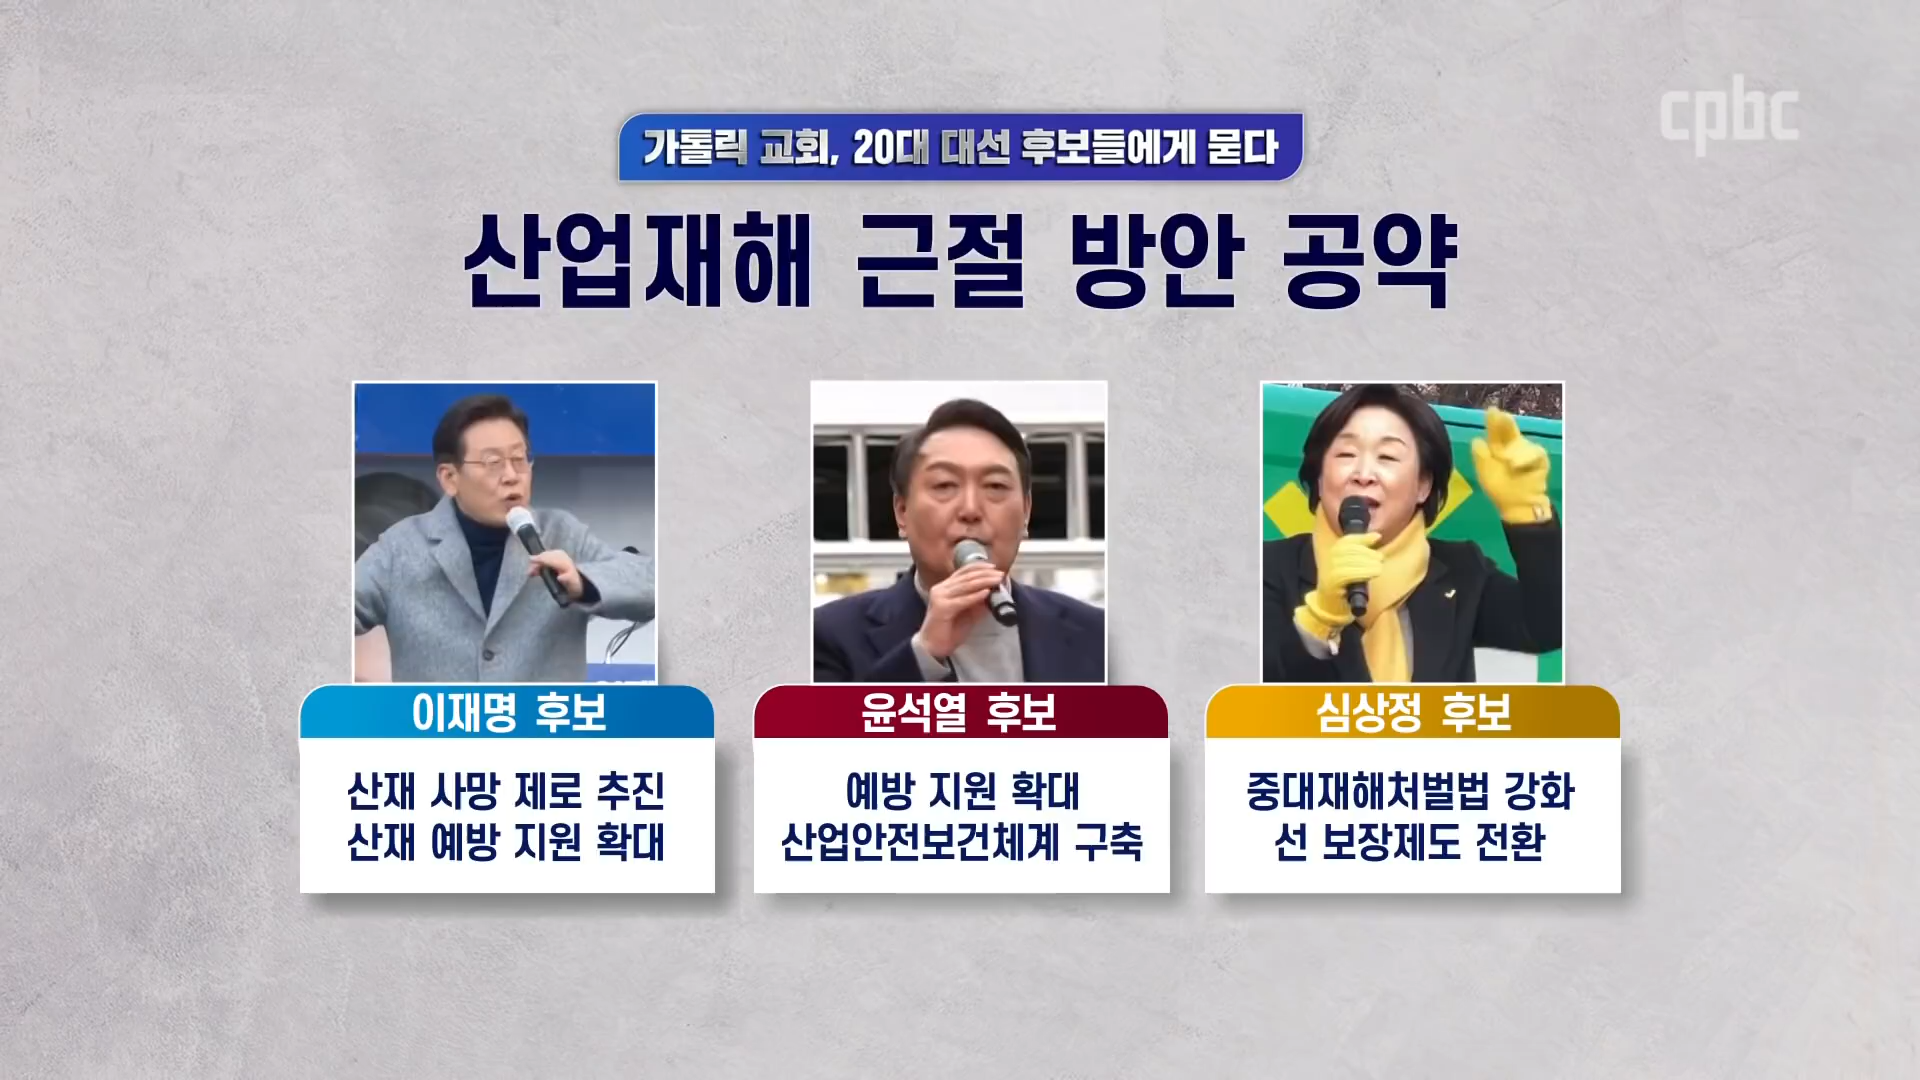 cpbc
가톨릭 교회, 20대 대선 후보들에게 묻다
산업재해 근절 방안 공약
이재명 후보
산재 사망 제로 추진
산재 예방 지원 확대
윤석열 후보
예방 지원 확대
산업안전보건체계 구축
심상정 후보
중대재해처벌법 강화
선 보장제도 전환